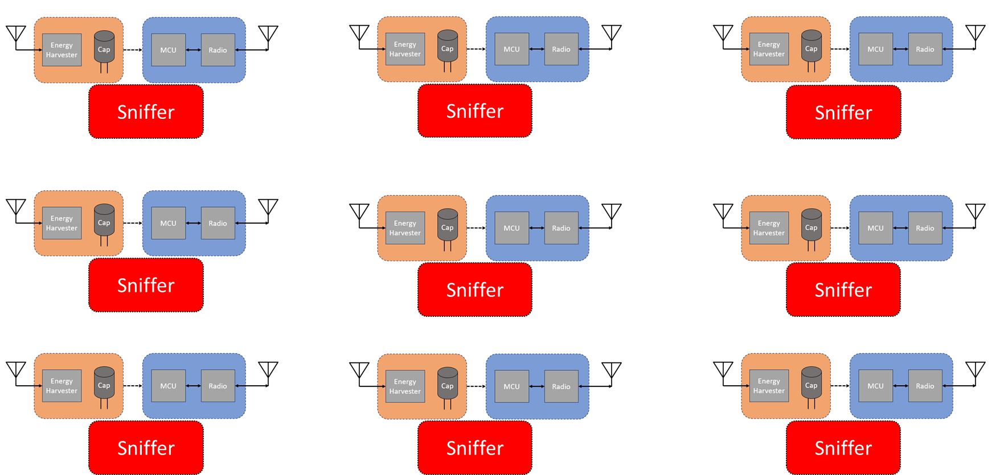 Energy
Harvester
Cap
MCU
Radio
Sniffer
Energy
Harvester
Cap
MCU
Radio
Sniffer
Energy
Harvester
Cap
MCU
Radio
Sniffer
Energy
Harvester
Cap
MCU
Radio
Sniffer
Energy
Harvester
Cap
MCU
Radio
Sniffer
Energy
Harvester
Cap
MCU
Radio
Sniffer
Energy
Harvester
Cap
MCU
Radio
Sniffer
Energy
Harvester
Cap
MCU
Radio
Sniffer
Energy
Harvester
Cap
MCU
Radio
Sniffer